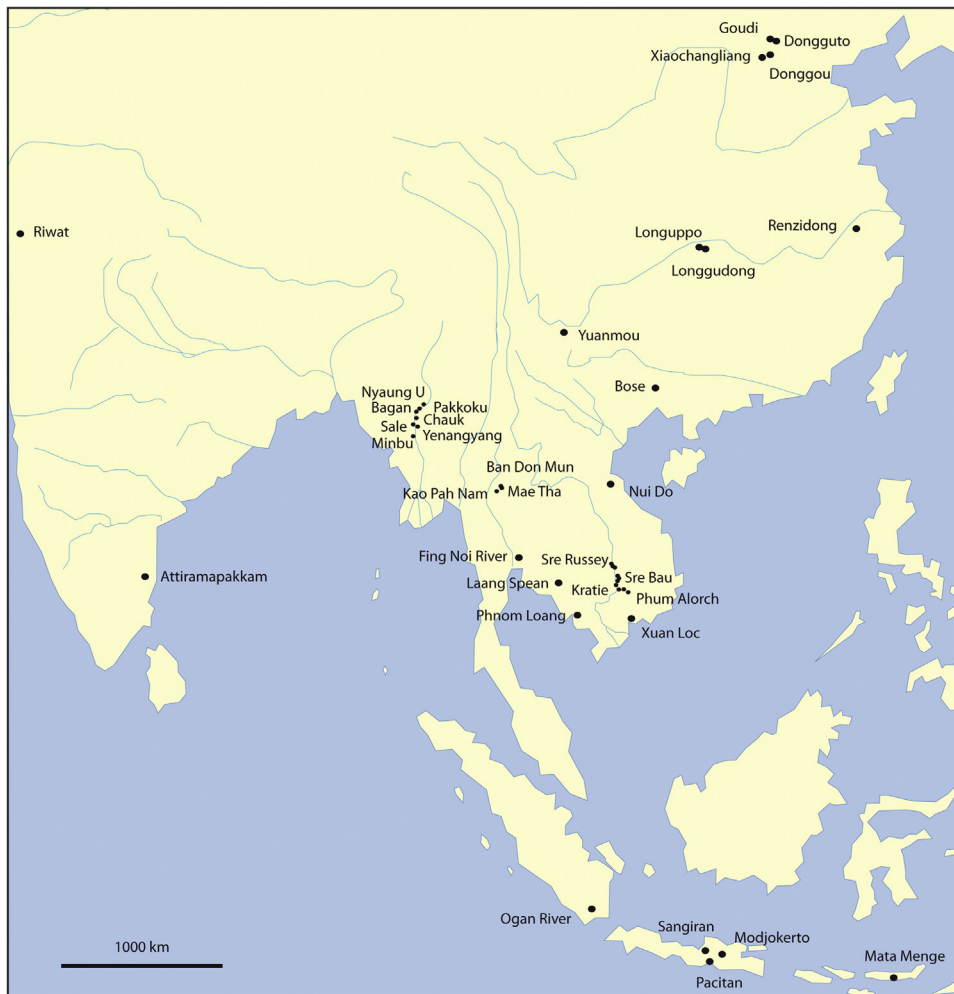 Goudi
Dongguto
Xiaochangliang
Donggou
Riwat
Renzidong
Longuppo
Longgudong
Yuanmou
Bose
Nyaung U
Bagan
Pakkoku
Chauk
Sale
Yenangyang
Minbu
Ban Don Mun
Kao Pah Nam
Mae Tha
Nui Do
Fing Noi River
Sre Russey
Attiramapakkam
Laang Spean
Sre Bau
Kratie
Phum Alorch
Phnom Loang
Xuan Loc
Ogan River
Sangiran
Modjokerto
1000 km
Mata Menge
Pacitan